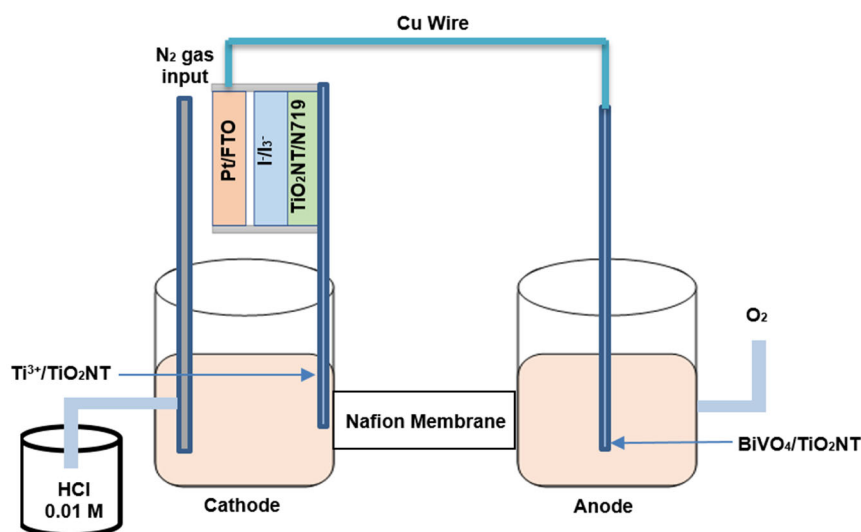 Cu Wire
N₂ gas
input
Pt/FTO
I⁻/I₃⁻
TiO₂NT/N719
O₂
Ti³⁺/TiO₂NT
Nafion Membrane
BiVO₄/TiO₂NT
HCl
0.01 M
Cathode
Anode